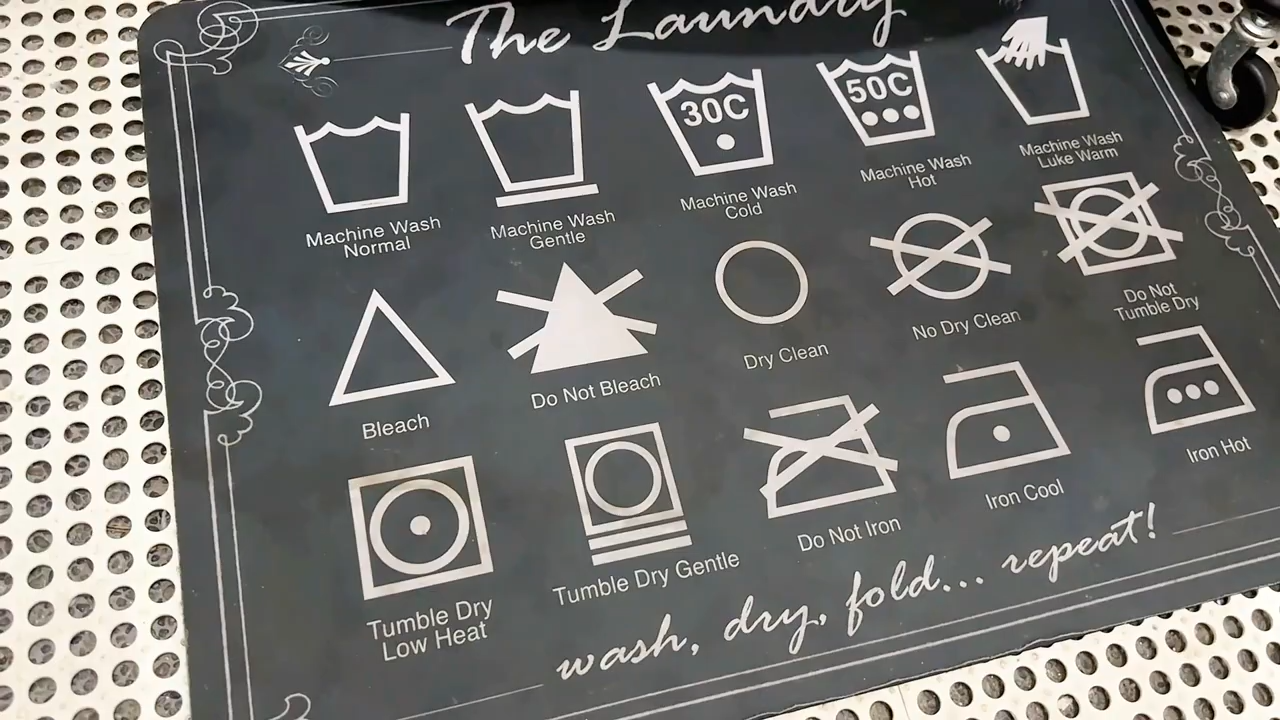 The Laundry
30C
50C
Machine Wash
Normal
Machine Wash
Gentle
Machine Wash
Cold
Machine Wash
Hot
Machine Wash
Luke Warm
Bleach
Do Not Bleach
Dry Clean
No Dry Clean
Do Not
Tumble Dry
Tumble Dry
Low Heat
Tumble Dry Gentle
Do Not Iron
Iron Cool
Iron Hot
wash, dry, fold... repeat!